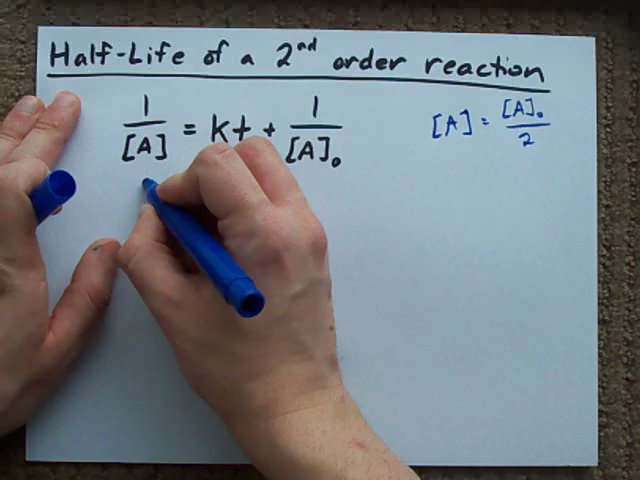 Half-Life of a 2nd order reaction
1/[A] = kt + 1/[A]₀
[A] = [A]₀/2